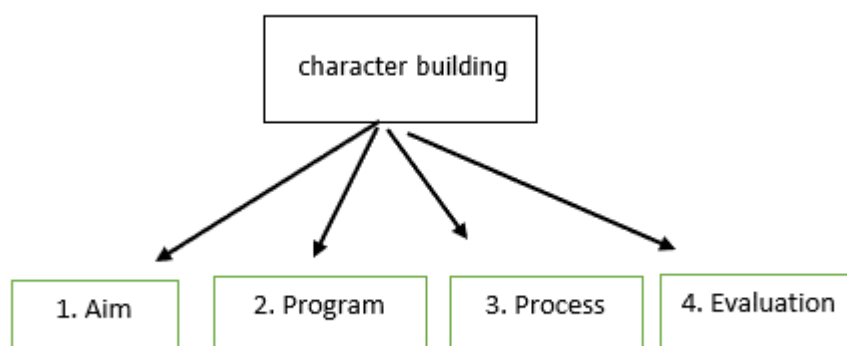 character building
1. Aim
2. Program
3. Process
4. Evaluation